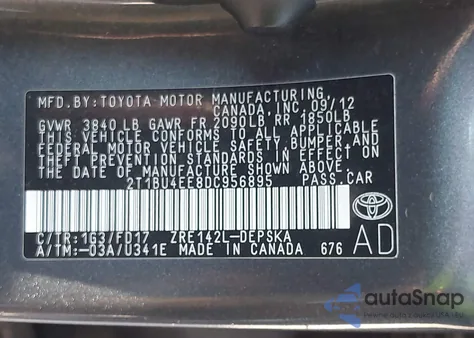 MFD.BY:TOYOTA MOTOR MANUFACTURING,
CANADA, INC. 09/12
GVWR 3840 LB GAWR FR 2090LB RR 1850LB
THIS VEHICLE CONFORMS TO ALL APPLICABLE
FEDERAL MOTOR VEHICLE SAFETY, BUMPER, AND
THEFT PREVENTION STANDARDS IN EFFECT ON
THE DATE OF MANUFACTURE SHOWN ABOVE.
2T1BU4EE8DC956895 PASS.CAR
C/TR:1G3/FD17 ZRE142L-DEPSKA
A/TM:-03A/U341E MADE IN CANADA 676
AD
autoSnap